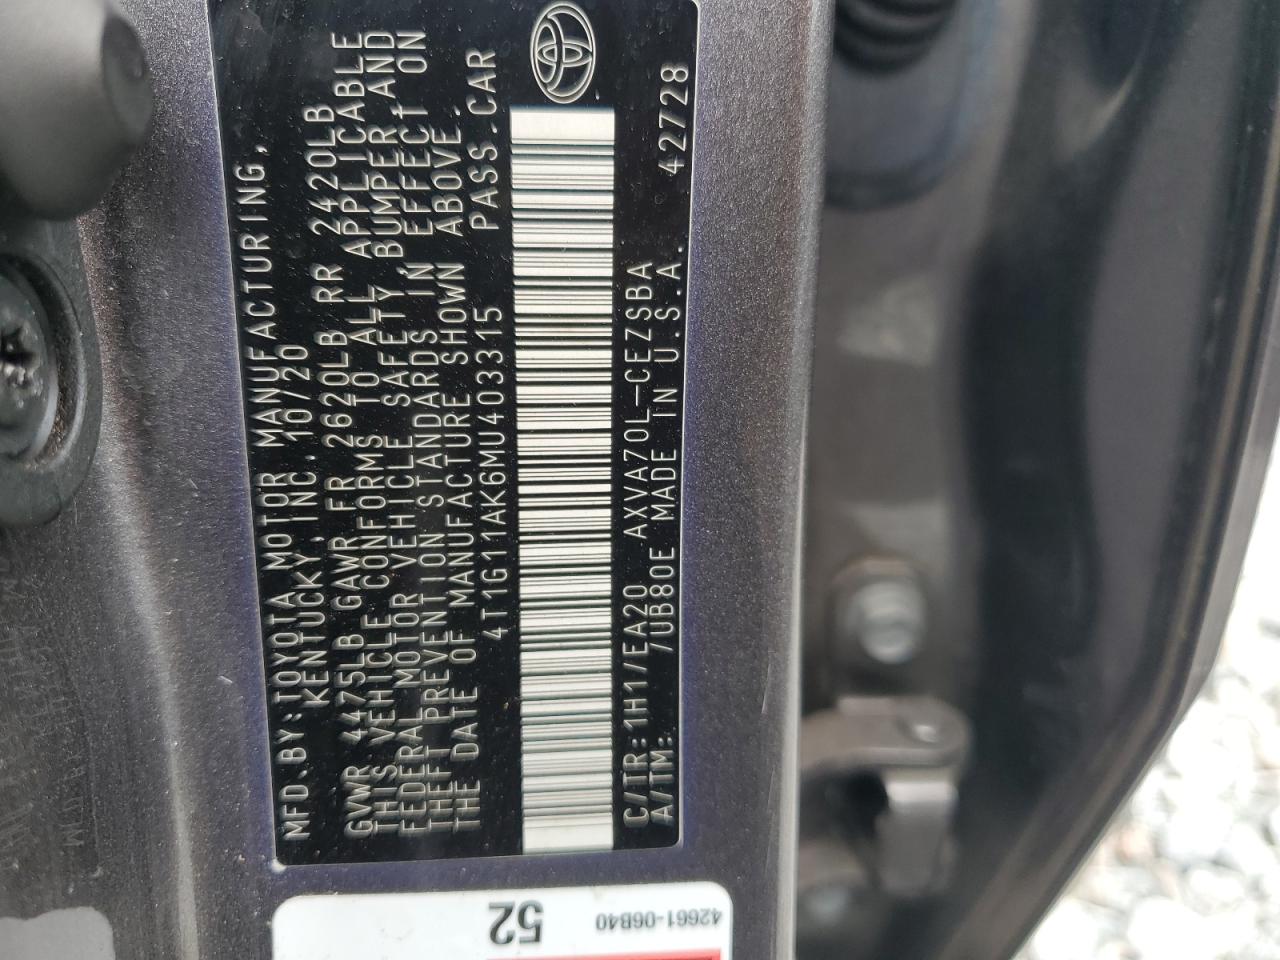 MFD.BY:TOYOTA MOTOR MANUFACTURING,
KENTUCKY,INC. 10/20
GVWR 4475LB GAWR FR 2620LB RR 2420LB
THIS VEHICLE CONFORMS TO ALL APPLICABLE
FEDERAL MOTOR VEHICLE SAFETY,BUMPER AND
THEFT PREVENTION STANDARDS IN EFFECT ON
THE DATE OF MANUFACTURE SHOWN ABOVE.
4T1G11AK6MU403315 PASS.CAR
C/TR:1H1/EA20 AXVA70L-CEZSBA
A/TM: /UB80E MADE IN U.S.A. 42728
52
42661-06B40